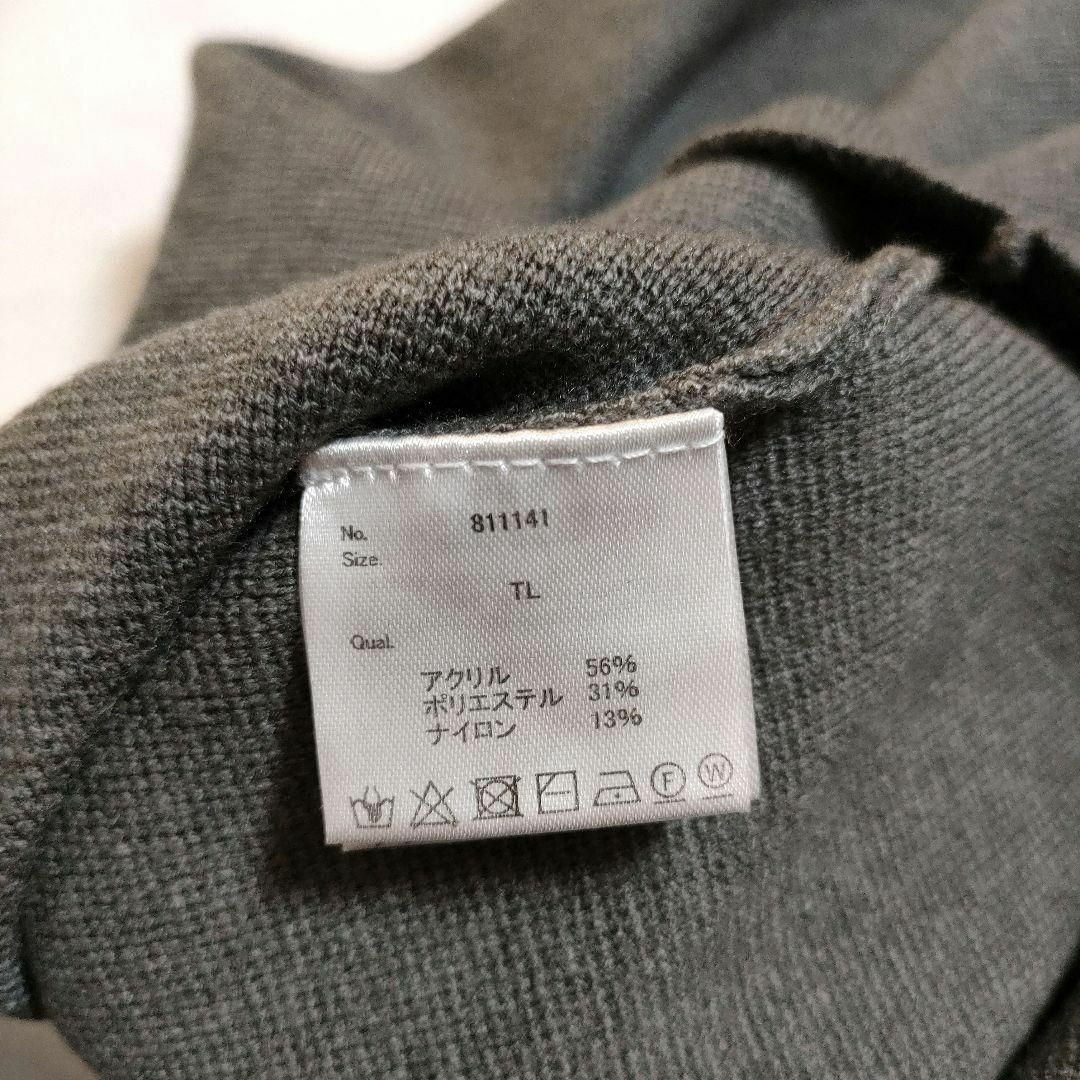 No. 811141
Size.
TL
Qual.
アクリル 56%
ポリエステル 31%
ナイロン 13%
F W